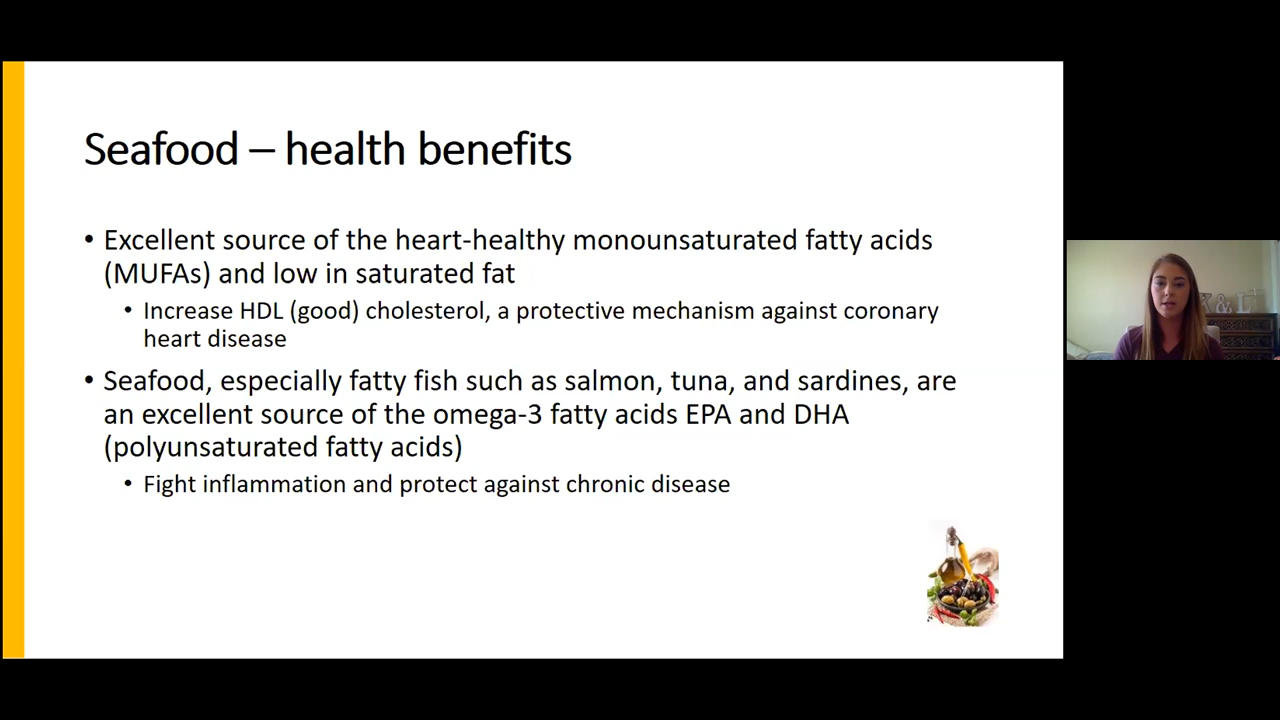 Seafood – health benefits
• Excellent source of the heart-healthy monounsaturated fatty acids
(MUFAs) and low in saturated fat
• Increase HDL (good) cholesterol, a protective mechanism against coronary
heart disease
• Seafood, especially fatty fish such as salmon, tuna, and sardines, are
an excellent source of the omega-3 fatty acids EPA and DHA
(polyunsaturated fatty acids)
• Fight inflammation and protect against chronic disease